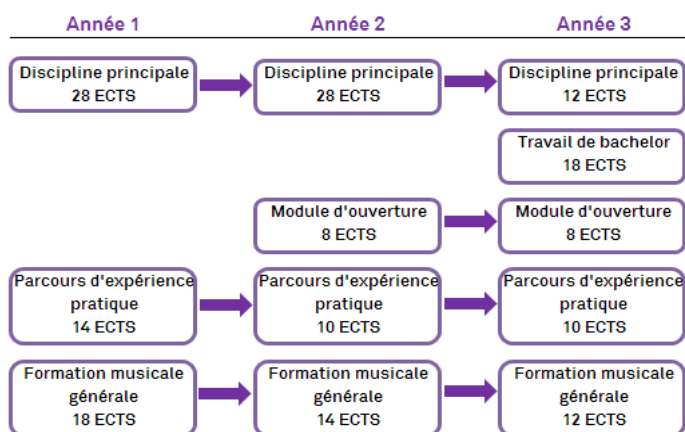 Année 1
Année 2
Année 3
Discipline principale
28 ECTS
Discipline principale
28 ECTS
Discipline principale
12 ECTS
Travail de bachelor
18 ECTS
Module d'ouverture
8 ECTS
Module d'ouverture
8 ECTS
Parcours d'expérience
pratique
14 ECTS
Parcours d'expérience
pratique
10 ECTS
Parcours d'expérience
pratique
10 ECTS
Formation musicale
générale
18 ECTS
Formation musicale
générale
14 ECTS
Formation musicale
générale
12 ECTS